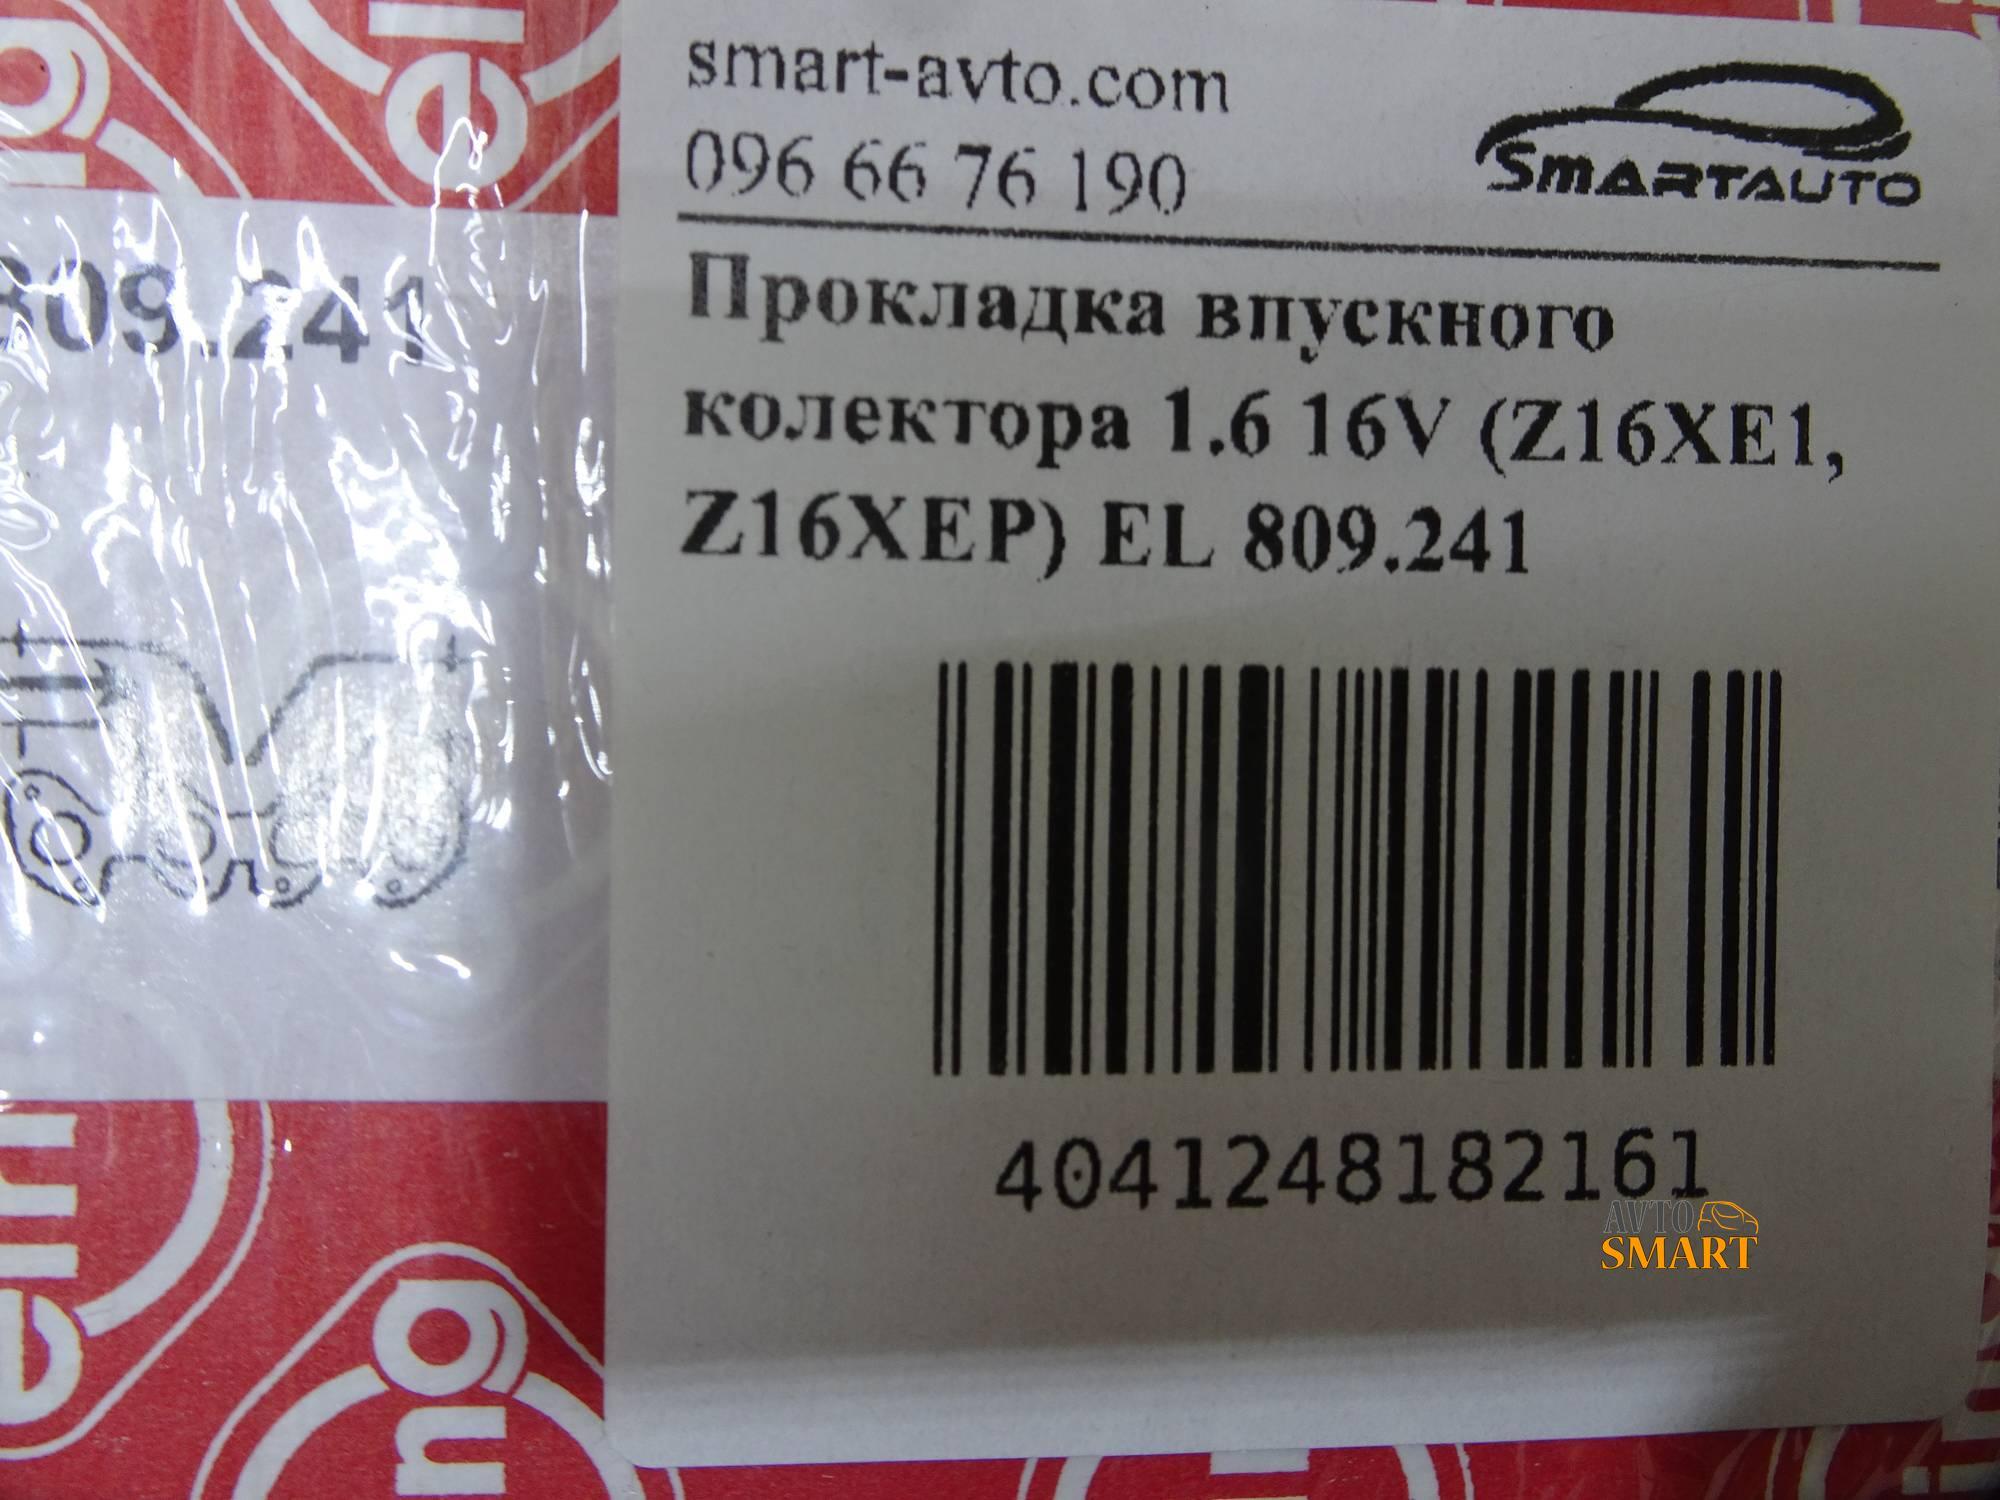 smart-avto.com
096 66 76 190
SMARTAUTO
Прокладка впускного
колектора 1.6 16V (Z16XE1,
Z16XEP) EL 809.241
4041248182161
AVTO
SMART
809.241